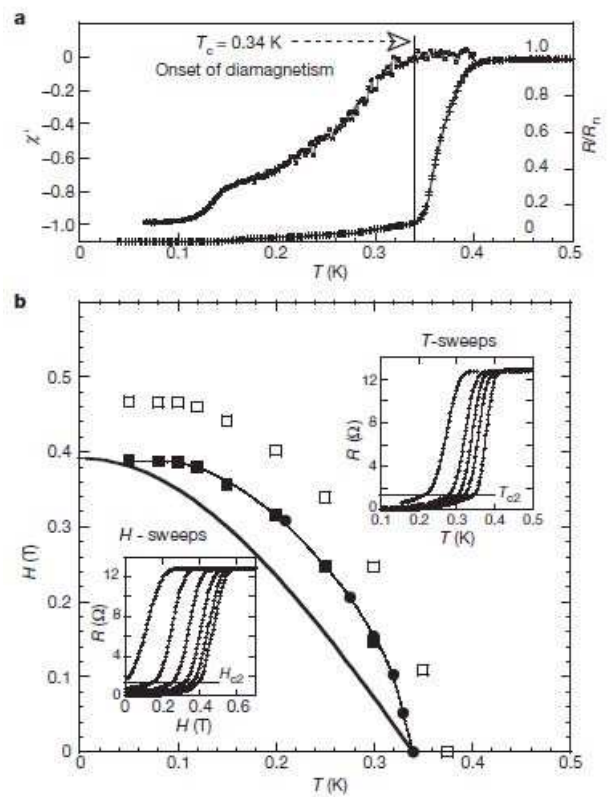 a
T_c = 0.34 K
Onset of diamagnetism
0
−0.2
−0.4
−0.6
−0.8
−1.0
χ'
1.0
0.8
0.6
0.4
0.2
0
R/R_n
0 0.1 0.2 0.3 0.4 0.5
T (K)
b
0.5
0.4
0.3
0.2
0.1
0
H (T)
T-sweeps
12
8
4
0
R (Ω)
T_c2
0.1 0.2 0.3 0.4 0.5
T (K)
H - sweeps
12
8
4
0
R (Ω)
H_c2
0 0.2 0.4 0.6
H (T)
0 0.1 0.2 0.3 0.4 0.5
T (K)